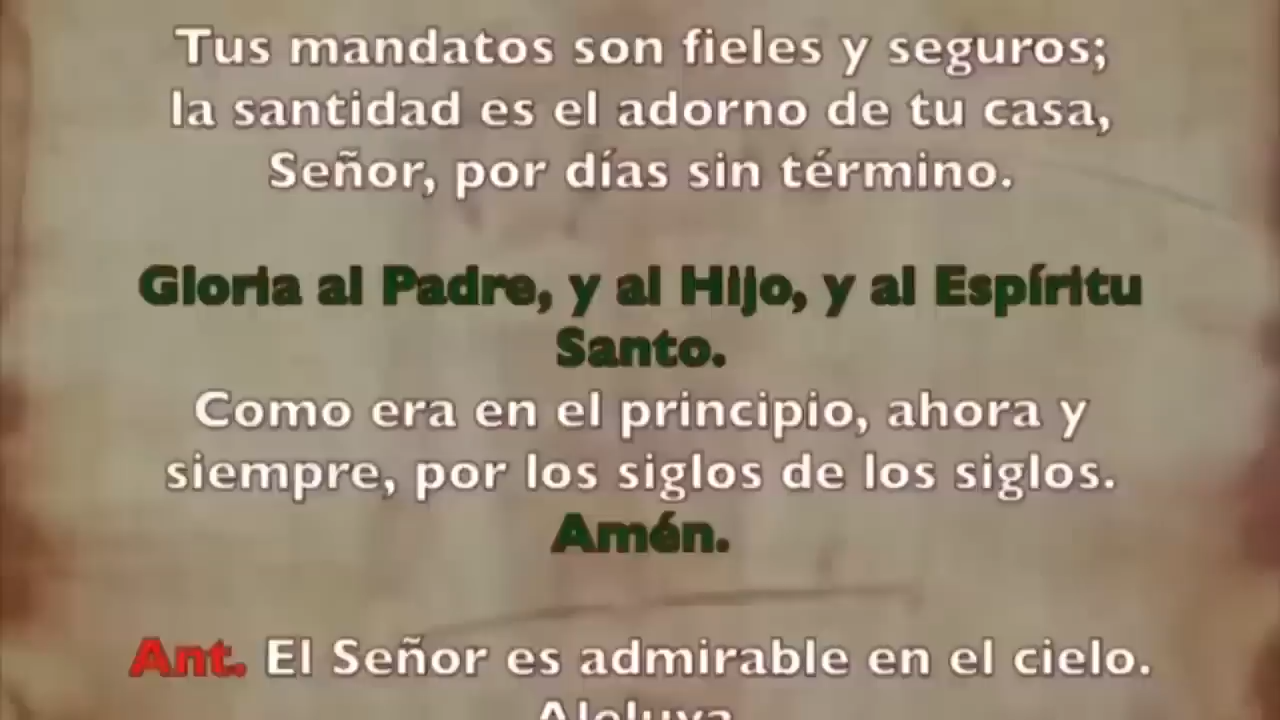 Tus mandatos son fieles y seguros;
la santidad es el adorno de tu casa,
Señor, por días sin término.
Gloria al Padre, y al Hijo, y al Espíritu
Santo.
Como era en el principio, ahora y
siempre, por los siglos de los siglos.
Amén.
Ant. El Señor es admirable en el cielo.
Aleluya